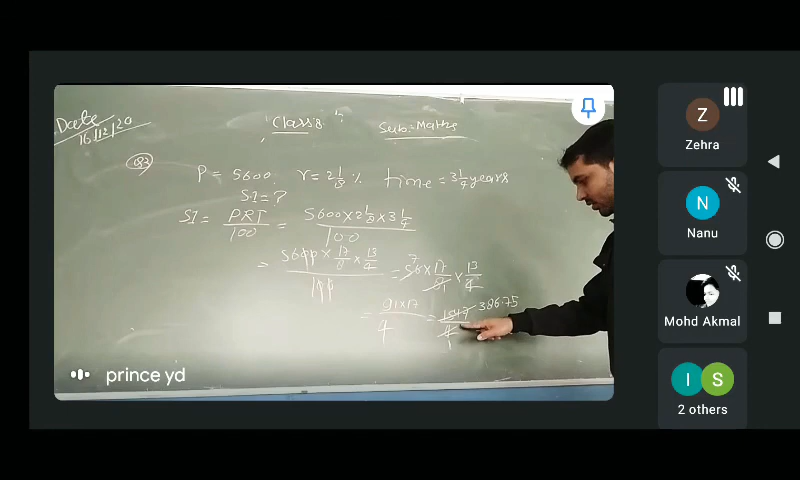 Date
16/12/20
Class 8
Sub:- Maths
Q3
P = 5600. r = 2 1/8 % time = 3 1/4 years
SI = ?
SI = PRT/100 = 5600 × 2 1/8 × 3 1/4 / 100
= 5600 × 17/8 × 13/4 / 100 = 56 7 × 17/8 × 13/4
= 91×17/4 = 1547/4 386.75
prince yd
Z
Zehra
N
Nanu
Mohd Akmal
I S
2 others